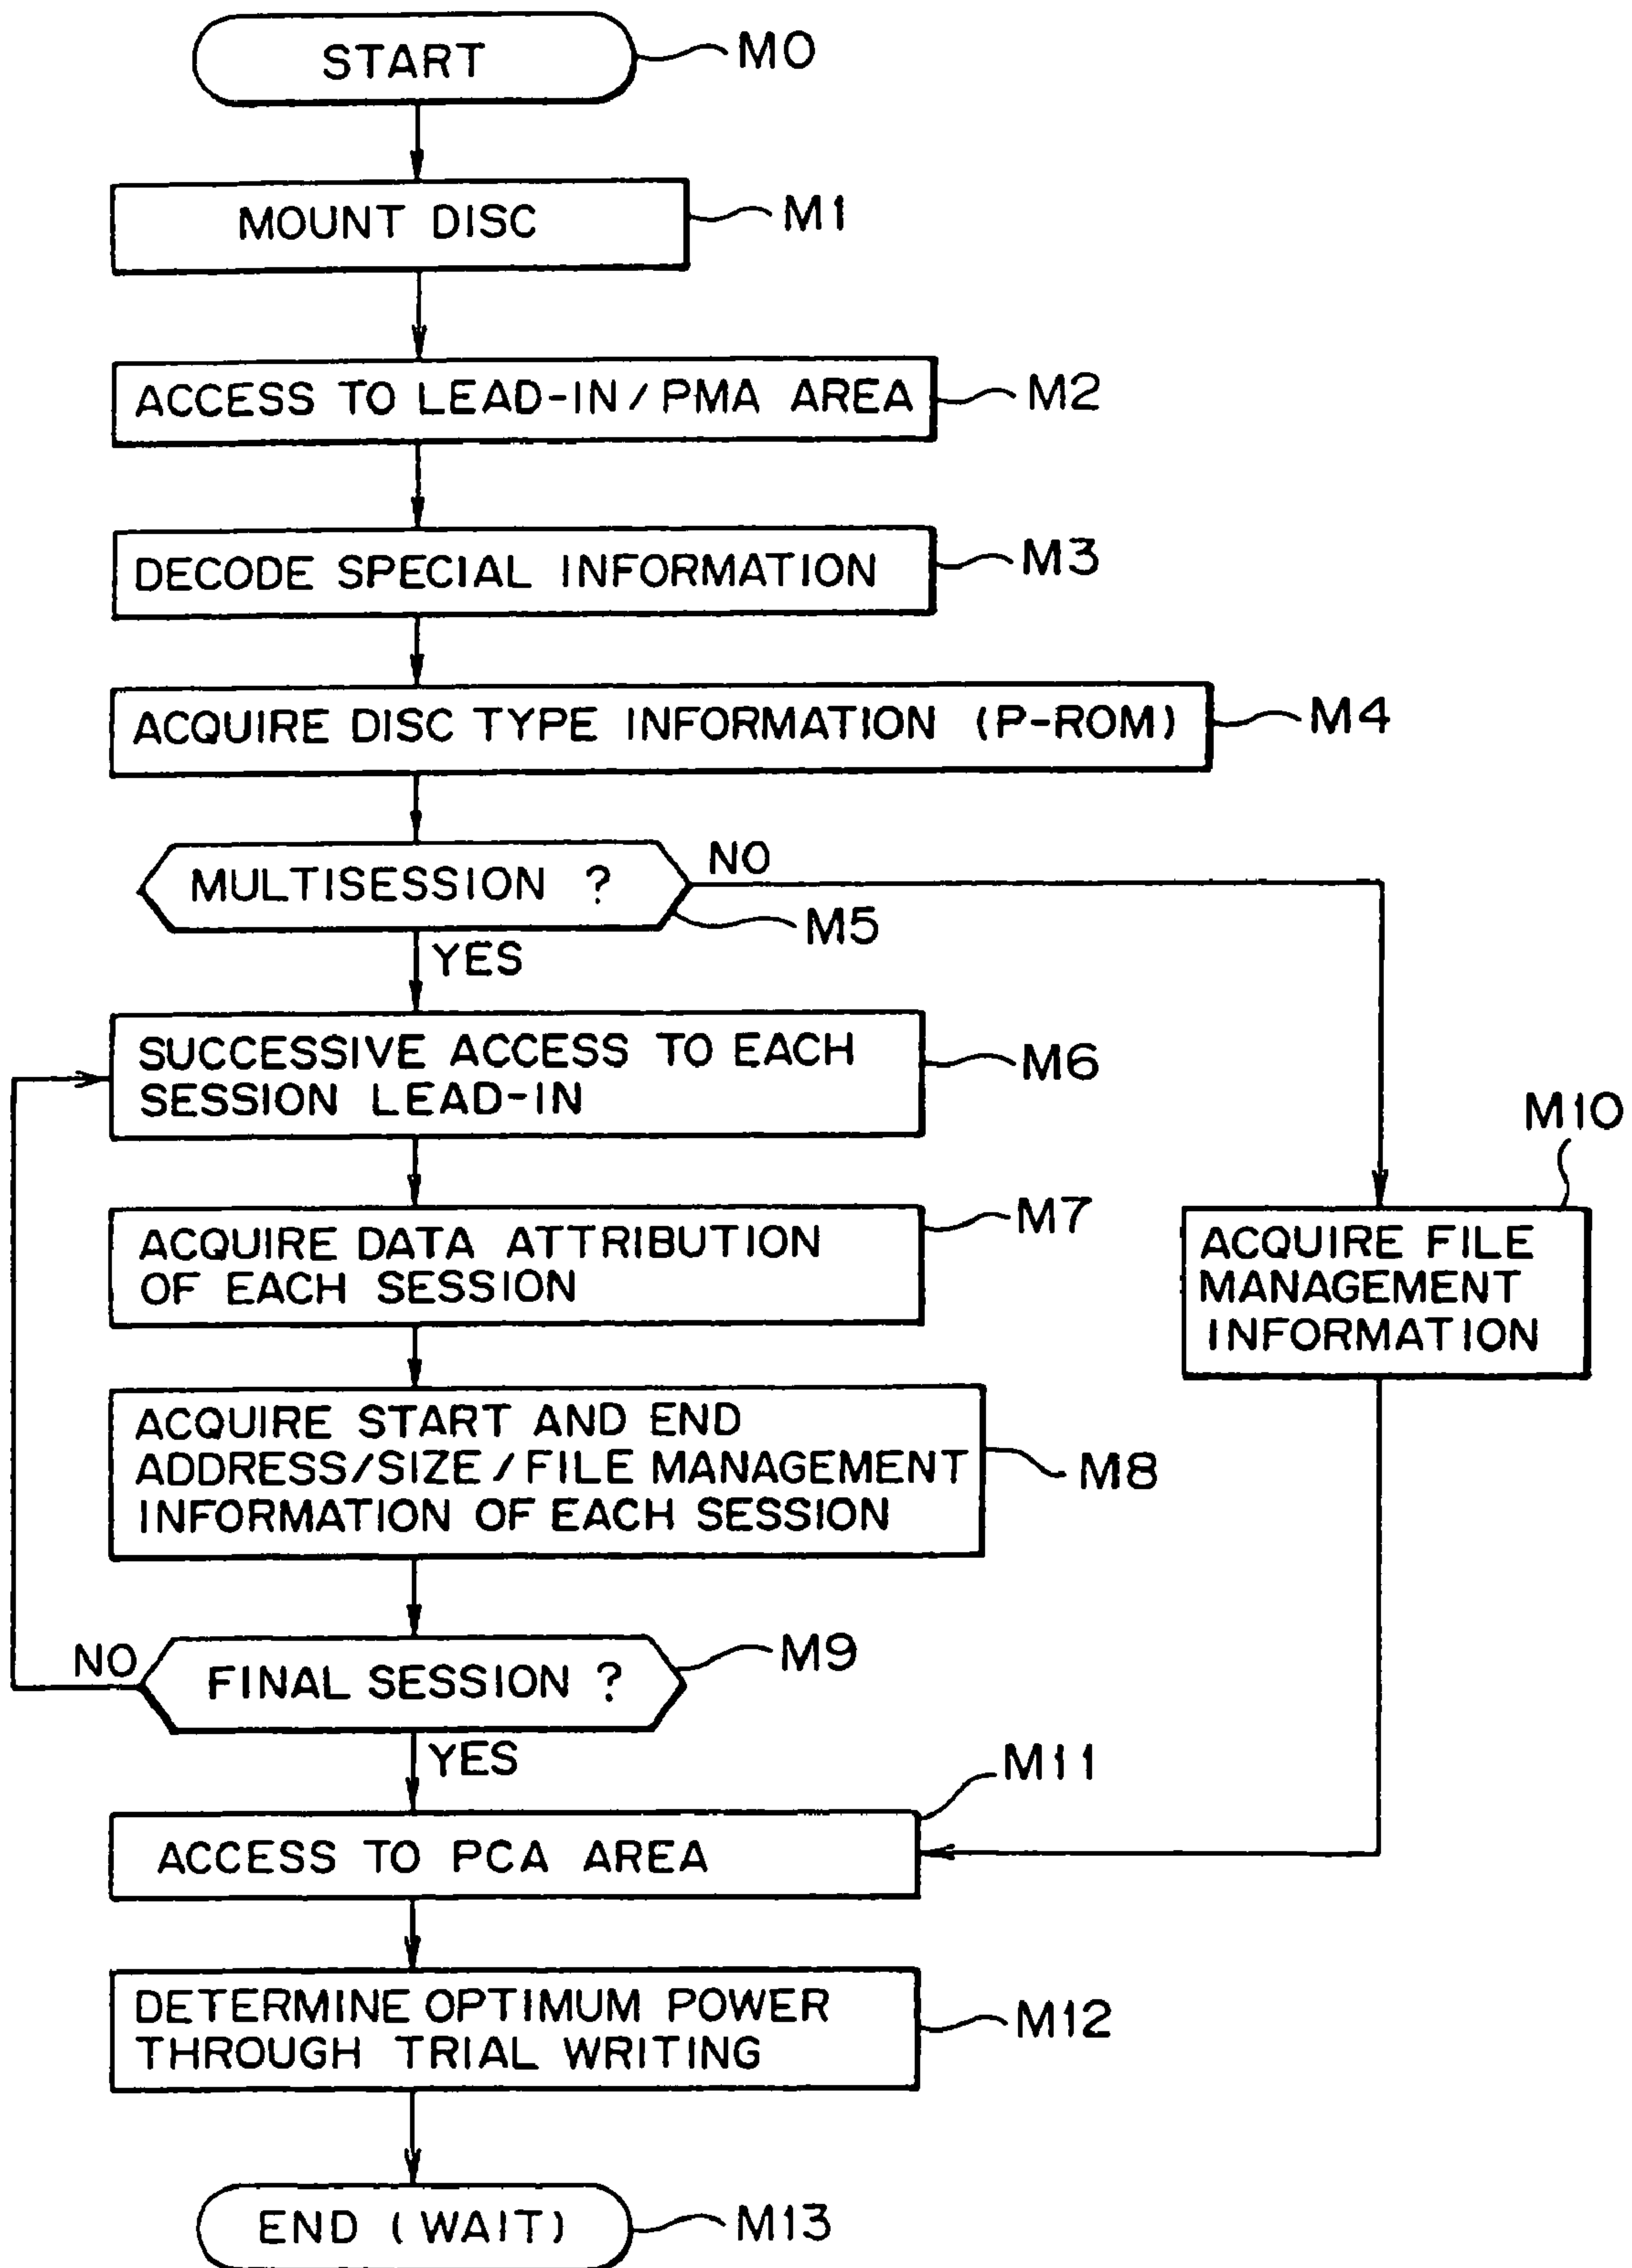 START
M0
MOUNT DISC
M1
ACCESS TO LEAD-IN/PMA AREA
M2
DECODE SPECIAL INFORMATION
M3
ACQUIRE DISC TYPE INFORMATION (P-ROM)
M4
MULTISESSION ?
NO
M5
YES
SUCCESSIVE ACCESS TO EACH
SESSION LEAD-IN
M6
ACQUIRE DATA ATTRIBUTION
OF EACH SESSION
M7
M10
ACQUIRE FILE
MANAGEMENT
INFORMATION
ACQUIRE START AND END
ADDRESS/SIZE/FILE MANAGEMENT
INFORMATION OF EACH SESSION
M8
NO
FINAL SESSION ?
M9
YES
M11
ACCESS TO PCA AREA
DETERMINE OPTIMUM POWER
THROUGH TRIAL WRITING
M12
END (WAIT)
M13